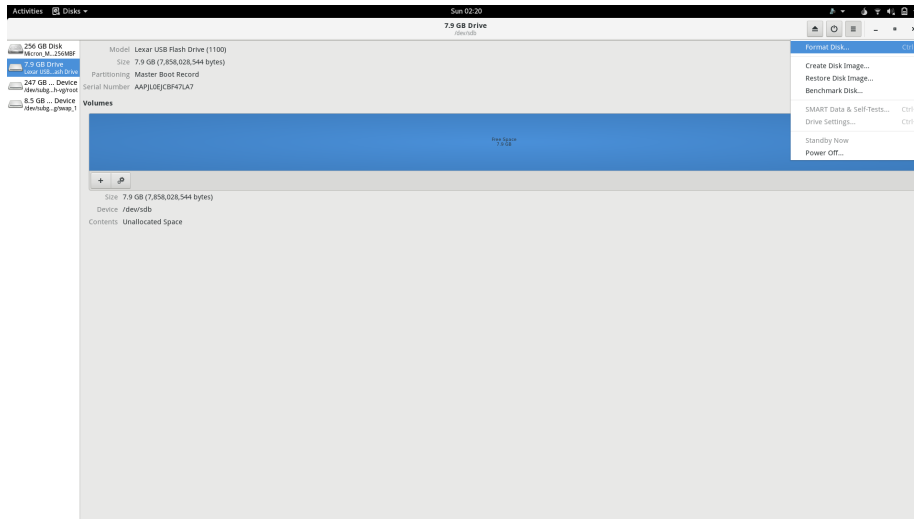 Activities Disks Sun 02:20
7.9 GB Drive
/dev/sdb
256 GB Disk
Micron_M...256MBF
7.9 GB Drive
Lexar USB...ash Drive
247 GB ... Device
/dev/subg...h-vg/root
8.5 GB ... Device
/dev/subg...g/swap_1
Model Lexar USB Flash Drive (1100)
Size 7.9 GB (7,858,028,544 bytes)
Partitioning Master Boot Record
Serial Number AAPJL0EJCBF47LA7
Volumes
Free Space
7.9 GB
Size 7.9 GB (7,858,028,544 bytes)
Device /dev/sdb
Contents Unallocated Space
Format Disk... Ctrl
Create Disk Image...
Restore Disk Image...
Benchmark Disk...
SMART Data & Self-Tests... Ctrl
Drive Settings... Ctrl
Standby Now
Power Off...